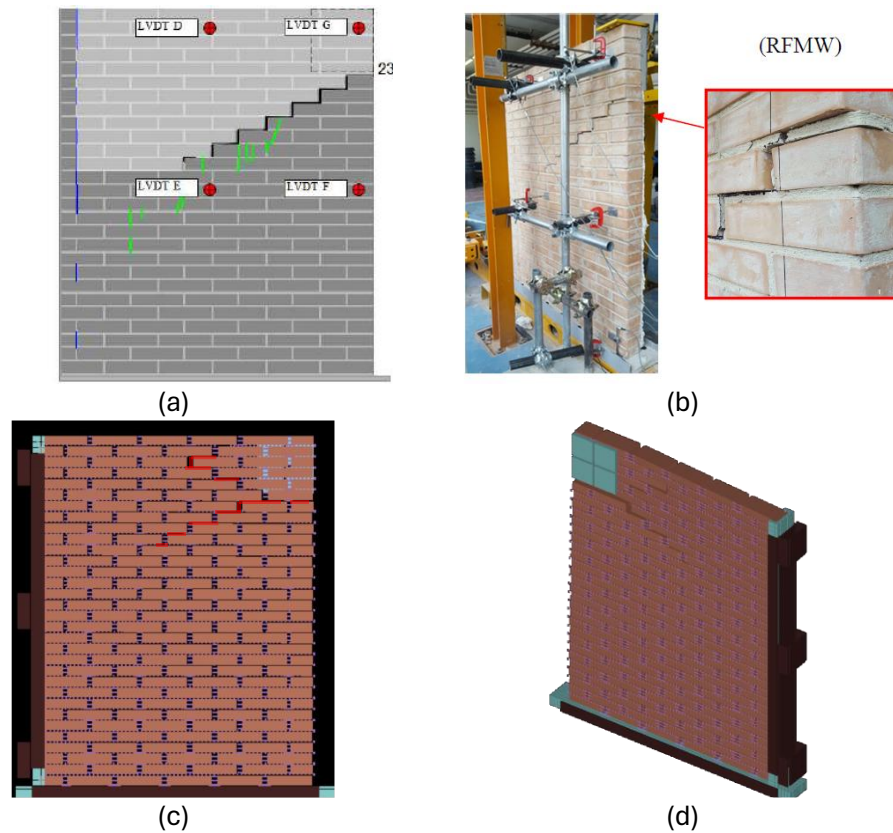 LVDT D
LVDT G
23
LVDT E
LVDT F
(RFMW)
(a)
(b)
(c)
(d)